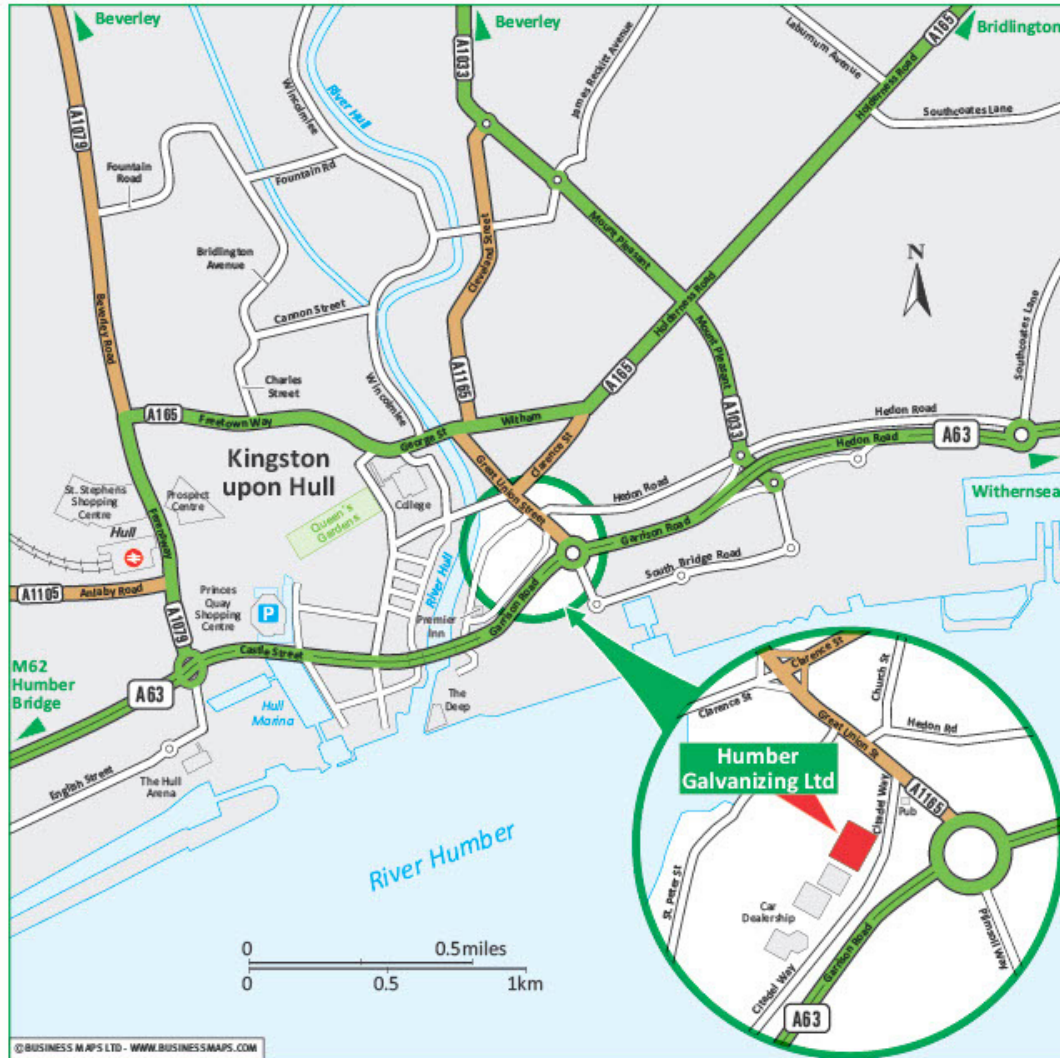 Beverley
Beverley
Bridlington
A1033
A165
James Reckitt Avenue
Laburnum Avenue
Holderness Road
Southcoates Lane
Wincolmlee
River Hull
A1079
Fountain
Road
Fountain Rd
Mount Pleasant
Cleveland Street
Bridlington
Avenue
N
Cannon Street
Holderness Road
Mount Pleasant
Southcoates Lane
Beverley Road
Charles
Street
Wincolmlee
A1165
A165
A165
Freetown Way
George St
Witham
A1033
Hedon Road
Hedon Road
A63
Kingston
upon Hull
Clarence St
Great Union Street
Hedon Road
Withernsea
St. Stephens
Shopping
Centre
Prospect
Centre
College
Queen's
Gardens
Hull
Ferensway
Garrison Road
South Bridge Road
A1105
Anlaby Road
River Hull
Princes
Quay
Shopping
Centre
P
Premier
Inn
Garrison Road
A1079
Castle Street
M62
Humber
Bridge
A63
The
Deep
Hull
Marina
English Street
The Hull
Arena
River Humber
Clarence St
Clarence St
Church St
Great Union St
Hedon Rd
Humber
Galvanizing Ltd
Citadel Way
A1165
Pub
St. Peter St
Car
Dealership
Garrison Road
Plimsoll Way
Citadel Way
A63
0 0.5miles
0 0.5 1km
©BUSINESS MAPS LTD - WWW.BUSINESSMAPS.COM